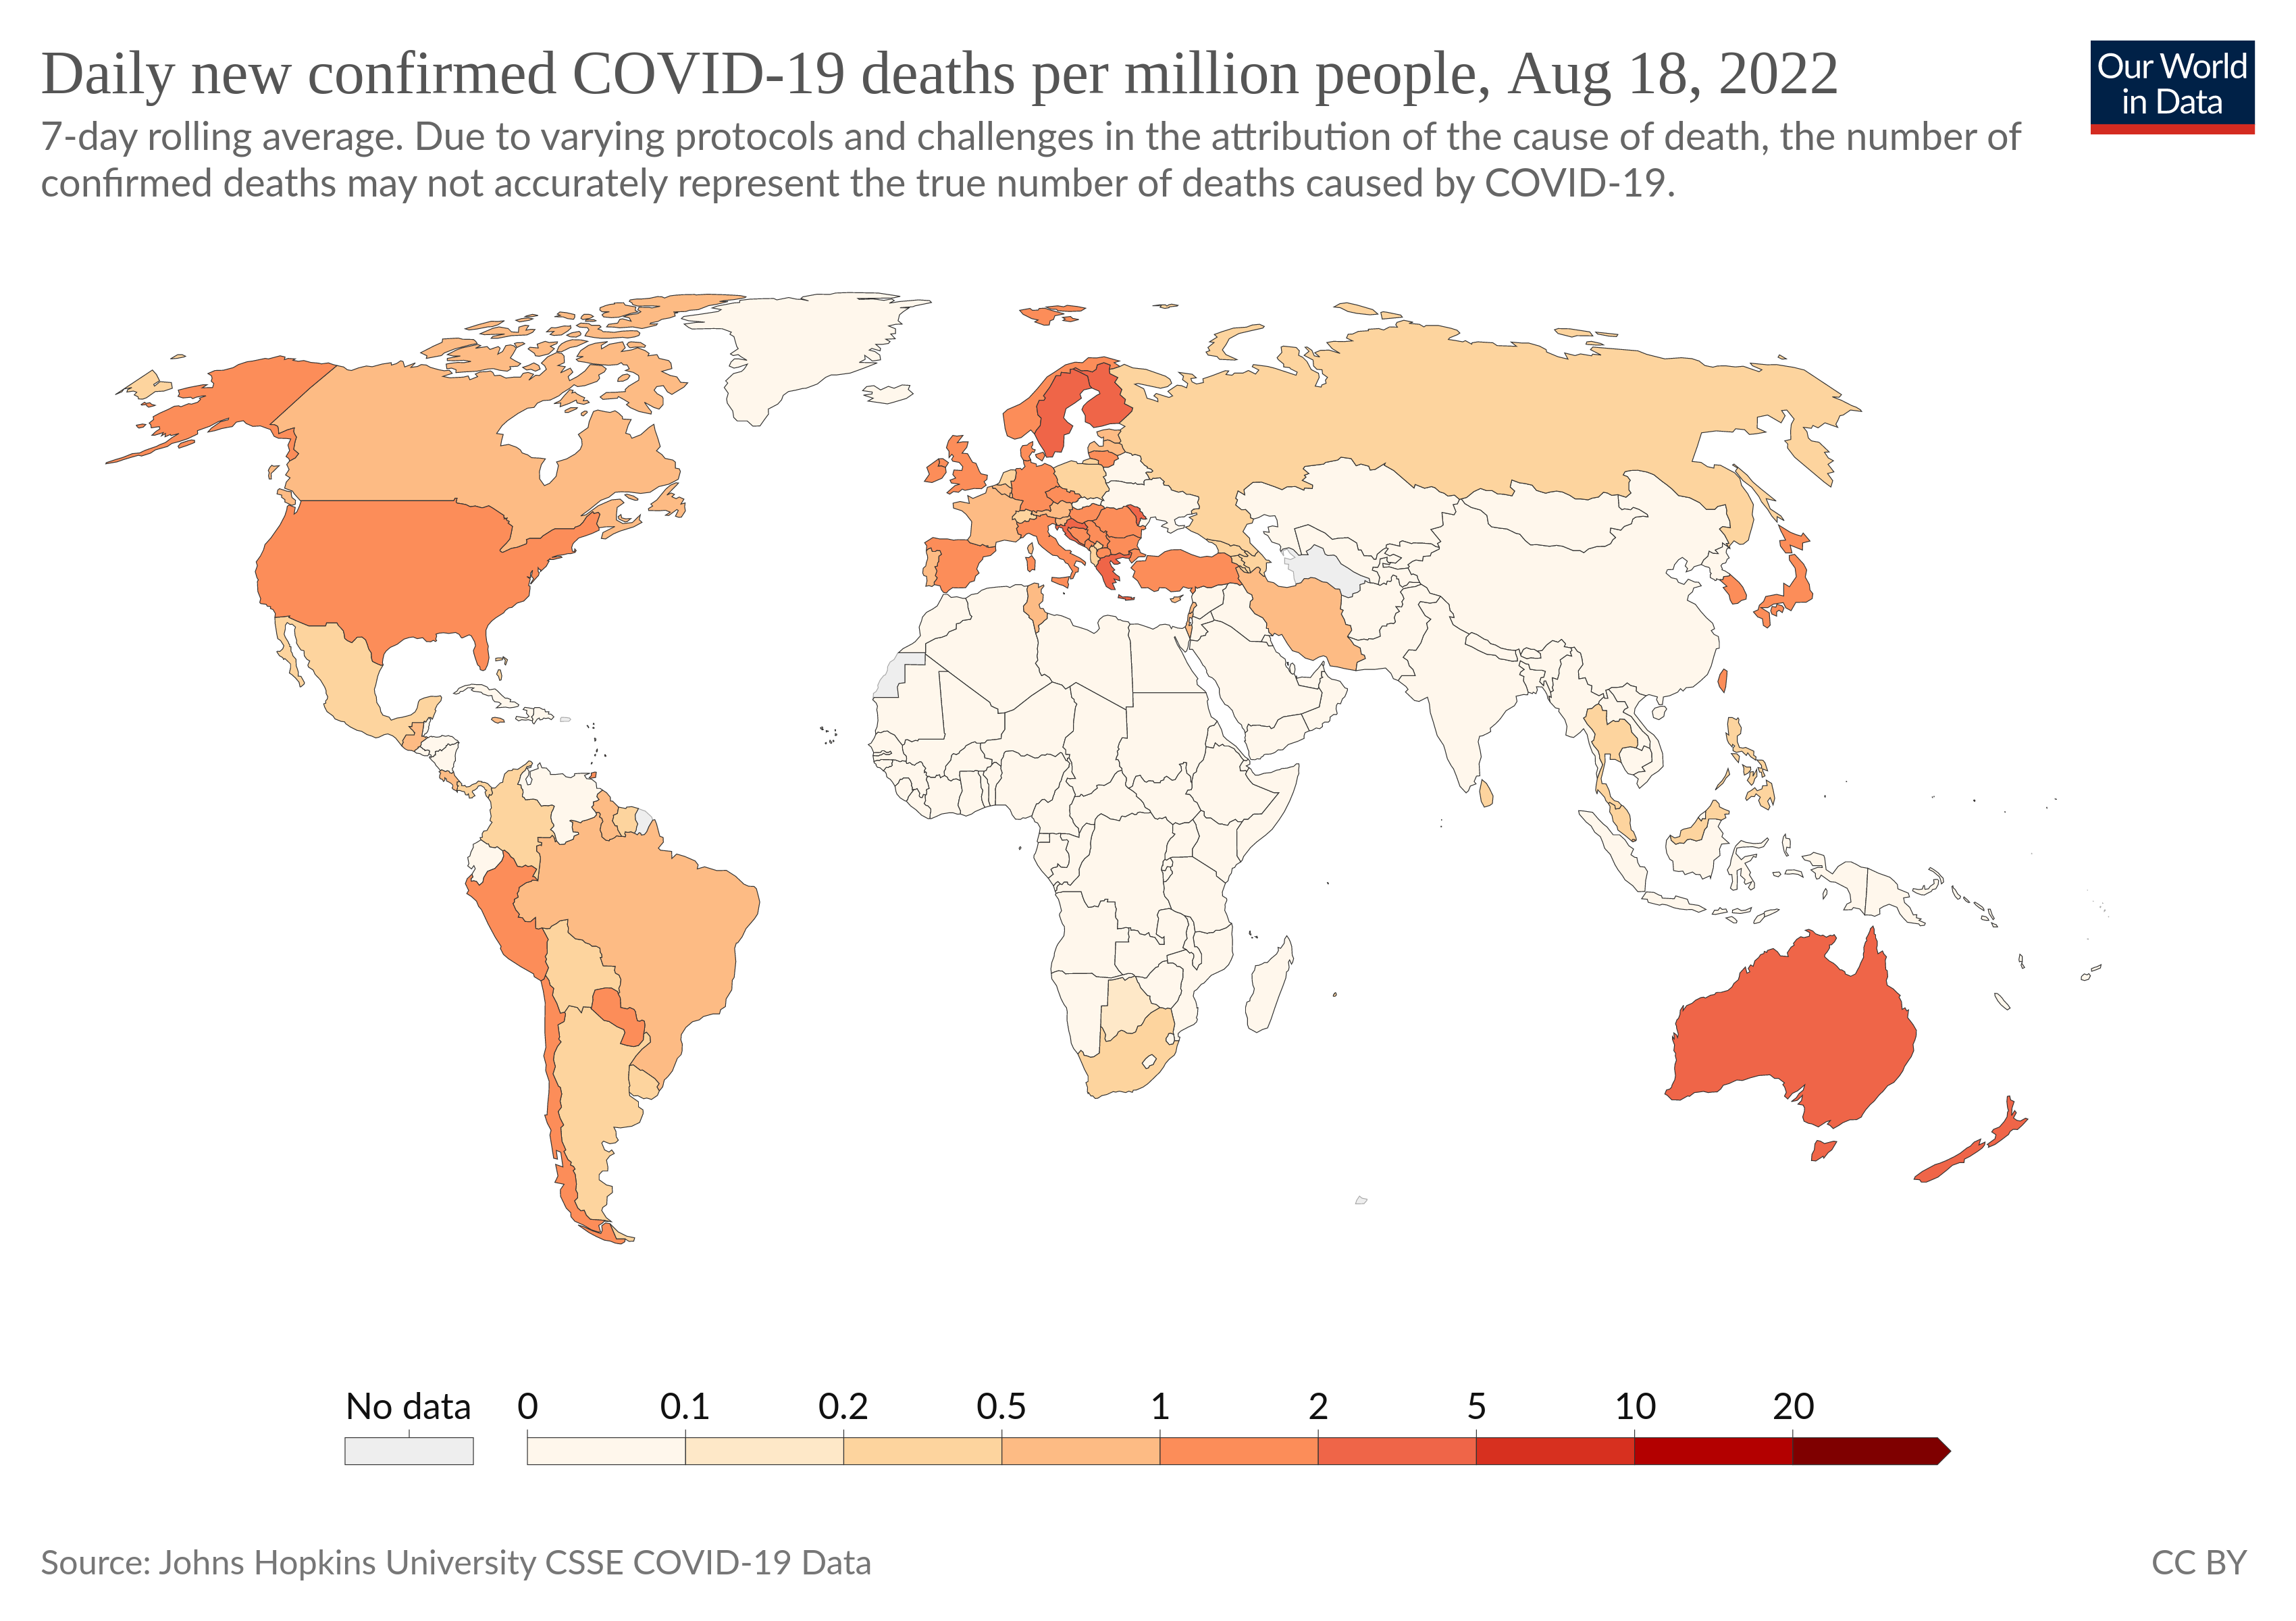 Daily new confirmed COVID-19 deaths per million people, Aug 18, 2022
Our World
in Data
7-day rolling average. Due to varying protocols and challenges in the attribution of the cause of death, the number of
confirmed deaths may not accurately represent the true number of deaths caused by COVID-19.
No data 0 0.1 0.2 0.5 1 2 5 10 20
Source: Johns Hopkins University CSSE COVID-19 Data
CC BY